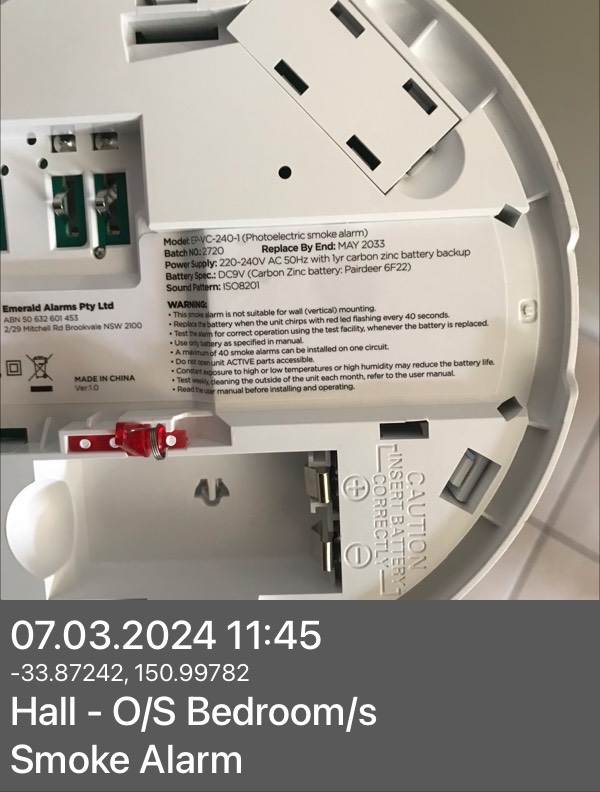 Model: EP-VC-240-1 (Photoelectric smoke alarm)
Batch NO: 2720 Replace By End: MAY 2033
Power Supply: 220-240V AC 50Hz with 1yr carbon zinc battery backup
Battery Spec.: DC9V (Carbon Zinc battery: Pairdeer 6F22)
Sound Pattern: ISO8201
WARNING:
• This smoke alarm is not suitable for wall (vertical) mounting.
• Replace the battery when the unit chirps with red led flashing every 40 seconds.
• Test the alarm for correct operation using the test facility, whenever the battery is replaced.
• Use only battery as specified in manual.
• A maximum of 40 smoke alarms can be installed on one circuit.
• Do not open unit ACTIVE parts accessible.
• Constant exposure to high or low temperatures or high humidity may reduce the battery life.
• Test weekly, cleaning the outside of the unit each month, refer to the user manual.
• Read the user manual before installing and operating.
Emerald Alarms Pty Ltd
ABN 50 632 601 453
2/29 Mitchell Rd Brookvale NSW 2100
MADE IN CHINA
Ver:1.0
CAUTION
INSERT BATTERY
CORRECTLY
+
−
07.03.2024 11:45
-33.87242, 150.99782
Hall - O/S Bedroom/s
Smoke Alarm